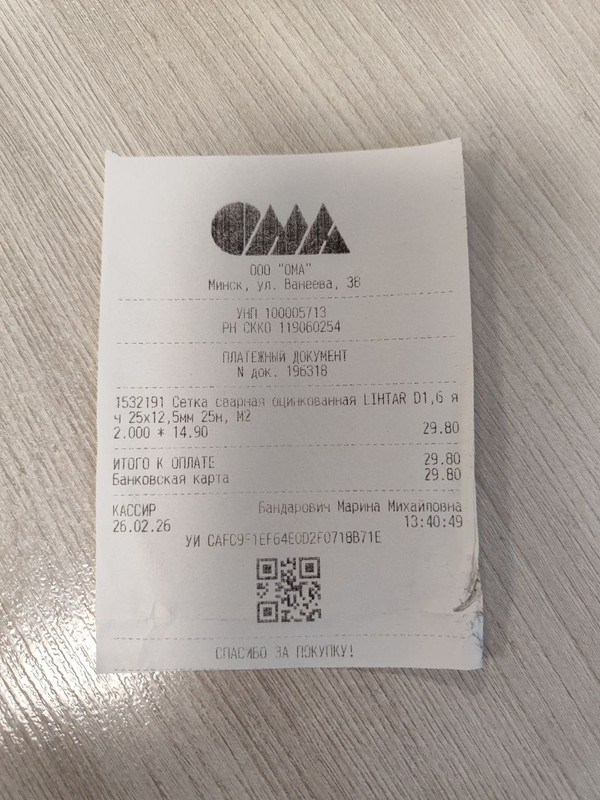 ОМА
ООО "ОМА"
Минск, ул. Ванеева, 38
УНП 100005713
РН СККО 119060254
ПЛАТЕЖНЫЙ ДОКУМЕНТ
N док. 196318
1532191 Сетка сварная оцинкованная LIHTAR D1,6 я
ч 25x12,5мм 25м, М2
2.000 * 14.90 29.80
ИТОГО К ОПЛАТЕ 29.80
Банковская карта 29.80
КАССИР Бандарович Марина Михайловна
26.02.26 13:40:49
УИ CAFC9F1EF64E0D2F0718B71E
СПАСИБО ЗА ПОКУПКУ!